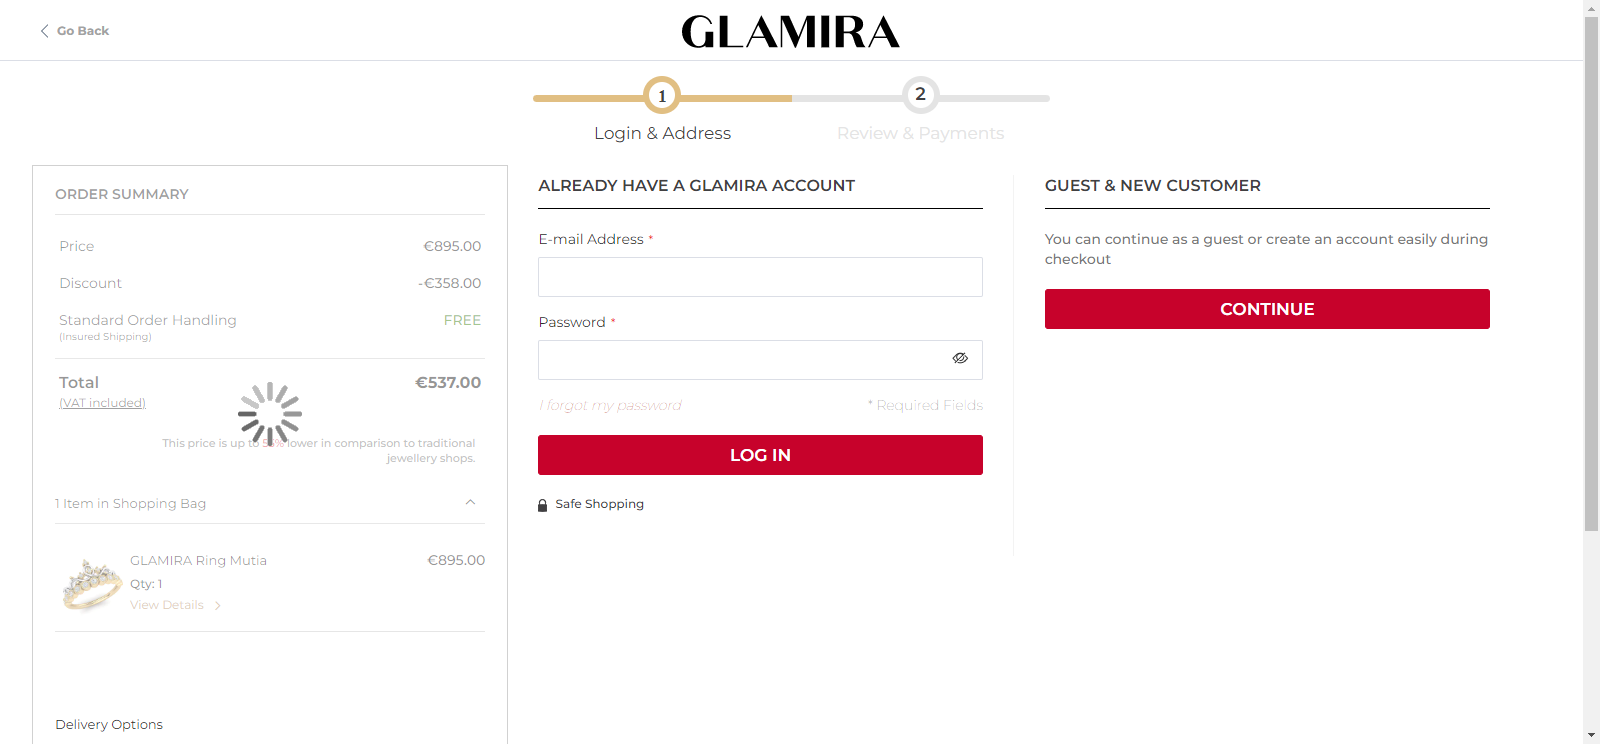 Go Back
GLAMIRA
1
2
Login & Address
Review & Payments
ORDER SUMMARY
Price €895.00
Discount -€358.00
Standard Order Handling FREE
(Insured Shipping)
Total €537.00
(VAT included)
This price is up to lower in comparison to traditional
jewellery shops.
1 Item in Shopping Bag
GLAMIRA Ring Mutia €895.00
Qty: 1
View Details
Delivery Options
ALREADY HAVE A GLAMIRA ACCOUNT
E-mail Address *
Password *
I forgot my password * Required Fields
LOG IN
Safe Shopping
GUEST & NEW CUSTOMER
You can continue as a guest or create an account easily during
checkout
CONTINUE